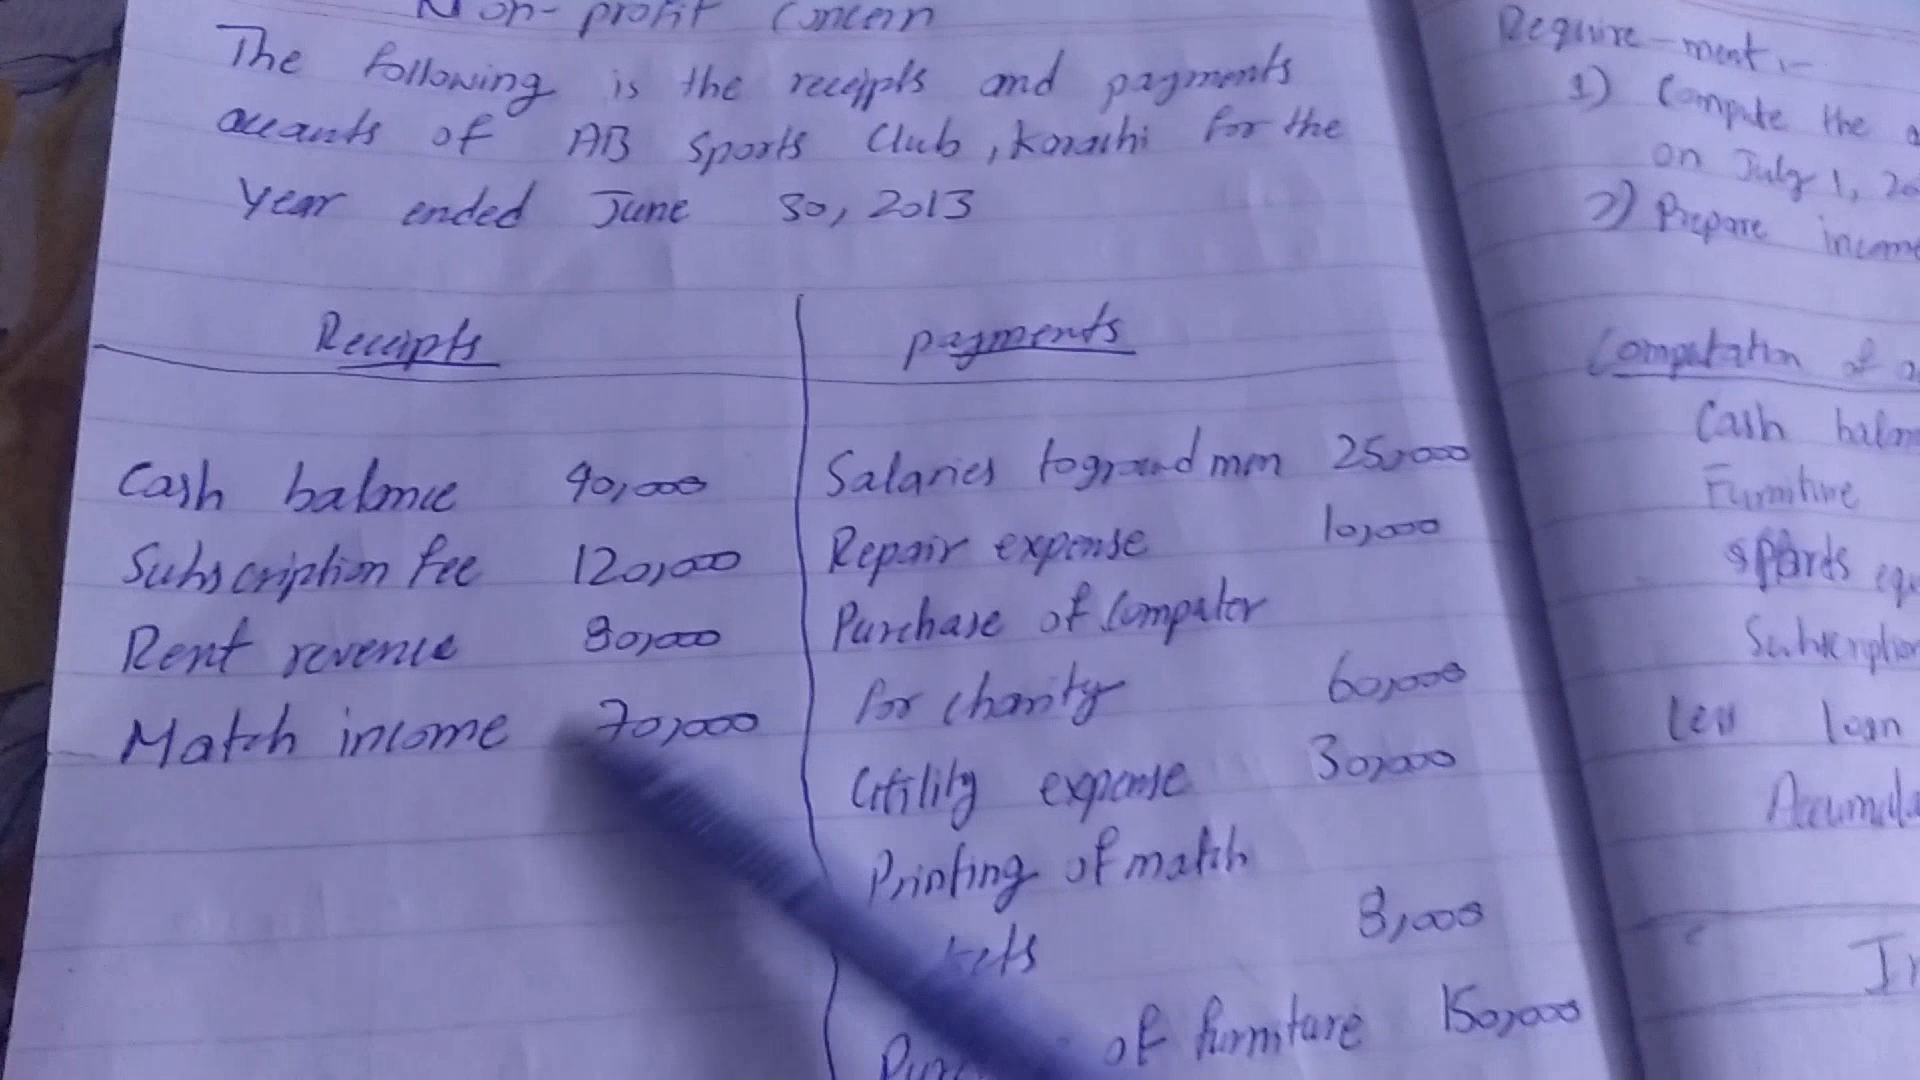 Non-profit Concern
The following is the receipts and payments
accounts of AB Sports Club, Karachi for the
Year ended June 30, 2013
Receipts
Cash balance 40,000
Subscription fee 120,000
Rent revenue 80,000
Match income 70,000
payments
Salaries to ground men 25,000
Repair expense 10,000
Purchase of Computer
for charity 60,000
Utility expense 30,000
Printing of match
8,000
of furniture 150,000
Require-ment:-
1) Compute the
on July 1,
2) Prepare
Computation of
Cash
Furniture
Sports
Less loan